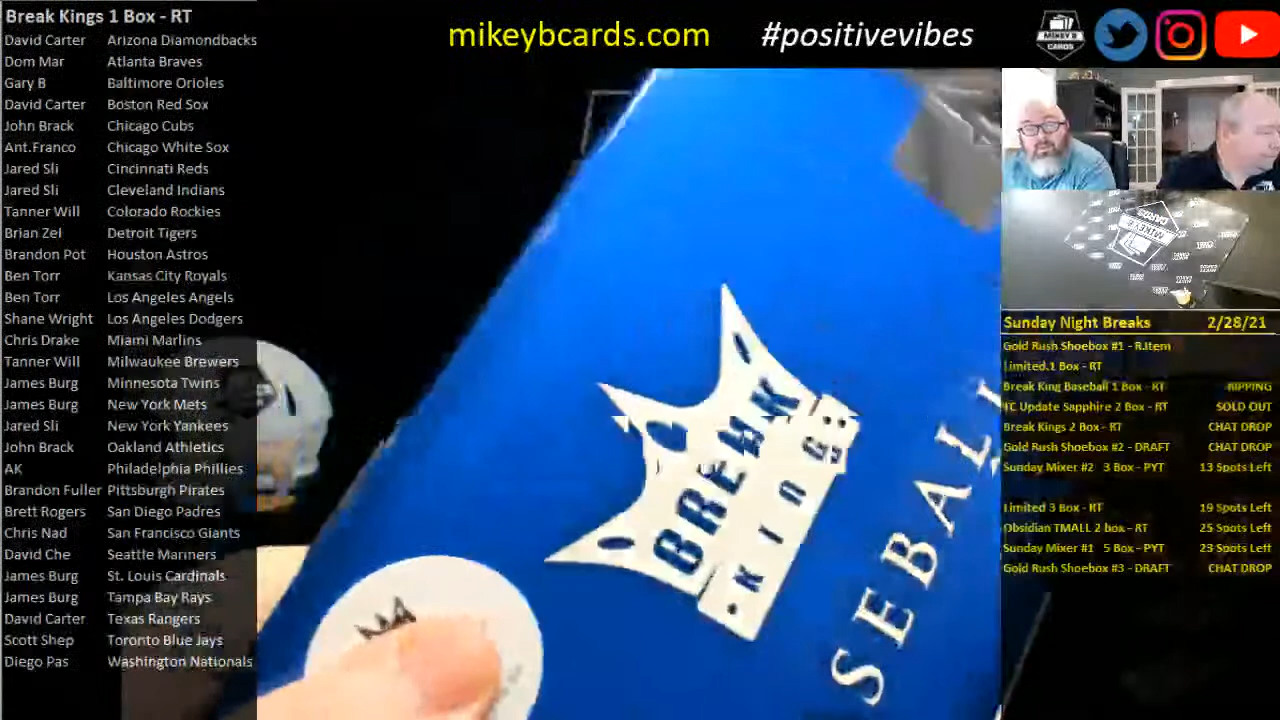 Break Kings 1 Box - RT
David Carter Arizona Diamondbacks
Dom Mar Atlanta Braves
Gary B Baltimore Orioles
David Carter Boston Red Sox
John Brack Chicago Cubs
Ant.Franco Chicago White Sox
Jared Sli Cincinnati Reds
Jared Sli Cleveland Indians
Tanner Will Colorado Rockies
Brian Zel Detroit Tigers
Brandon Pot Houston Astros
Ben Torr Kansas City Royals
Ben Torr Los Angeles Angels
Shane Wright Los Angeles Dodgers
Chris Drake Miami Marlins
Tanner Will Milwaukee Brewers
James Burg Minnesota Twins
James Burg New York Mets
Jared Sli New York Yankees
John Brack Oakland Athletics
AK Philadelphia Phillies
Brandon Fuller Pittsburgh Pirates
Brett Rogers San Diego Padres
Chris Nad San Francisco Giants
David Che Seattle Mariners
James Burg St. Louis Cardinals
James Burg Tampa Bay Rays
David Carter Texas Rangers
Scott Shep Toronto Blue Jays
Diego Pas Washington Nationals
mikeybcards.com #positivevibes
MIKEY B
CARDS
BREAK
KINGS
SEBALL
MIKEYB
CARDS
Sunday Night Breaks 2/28/21
Gold Rush Shoebox #1 - R.Item
Limited.1 Box - RT
Break King Baseball 1 Box - RT RIPPING
TC Update Sapphire 2 Box - RT SOLD OUT
Break Kings 2 Box - RT CHAT DROP
Gold Rush Shoebox #2 - DRAFT CHAT DROP
Sunday Mixer #2 3 Box - PYT 13 Spots Left
Limited 3 Box - RT 19 Spots Left
Obsidian TMALL 2 box - RT 25 Spots Left
Sunday Mixer #1 5 Box - PYT 23 Spots Left
Gold Rush Shoebox #3 - DRAFT CHAT DROP